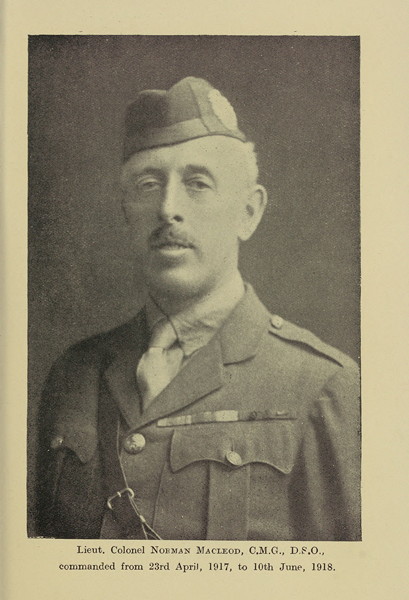 Lieut. Colonel Norman Macleod, C.M.G., D.S.O.,
commanded from 23rd April, 1917, to 10th June, 1918.